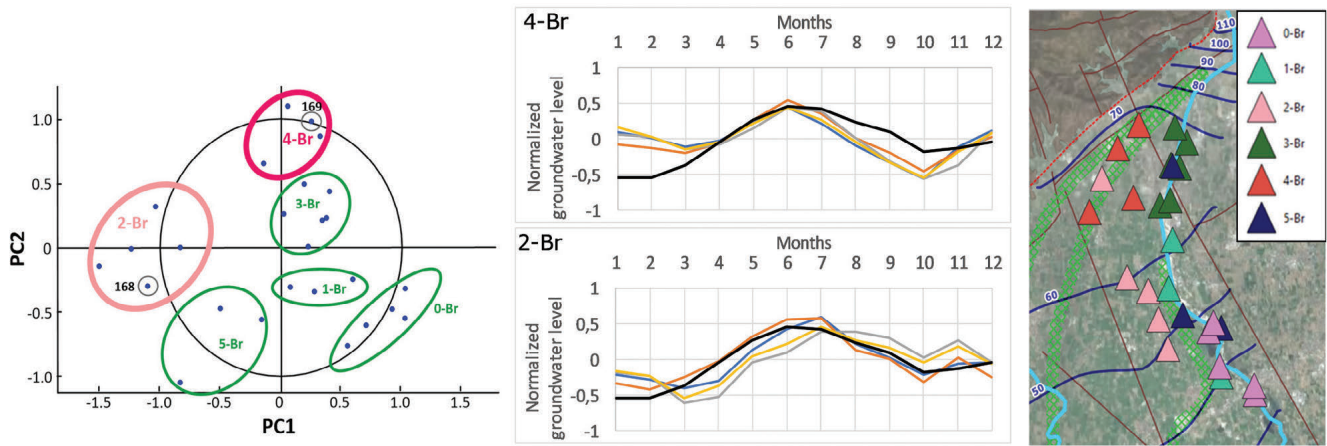 PC2
1.0
0.5
0
-0.5
-1.0
-1.5
-1.0
-0.5
0
0.5
1.0
1.5
PC1
169
4-Br
3-Br
2-Br
168
1-Br
0-Br
5-Br
4-Br
Months
1 2 3 4 5 6 7 8 9 10 11 12
Normalized
groundwater level
1
0,5
0
-0,5
-1
2-Br
Months
1 2 3 4 5 6 7 8 9 10 11 12
Normalized
groundwater level
1
0,5
0
-0,5
-1
110
100
90
80
70
60
50
0-Br
1-Br
2-Br
3-Br
4-Br
5-Br